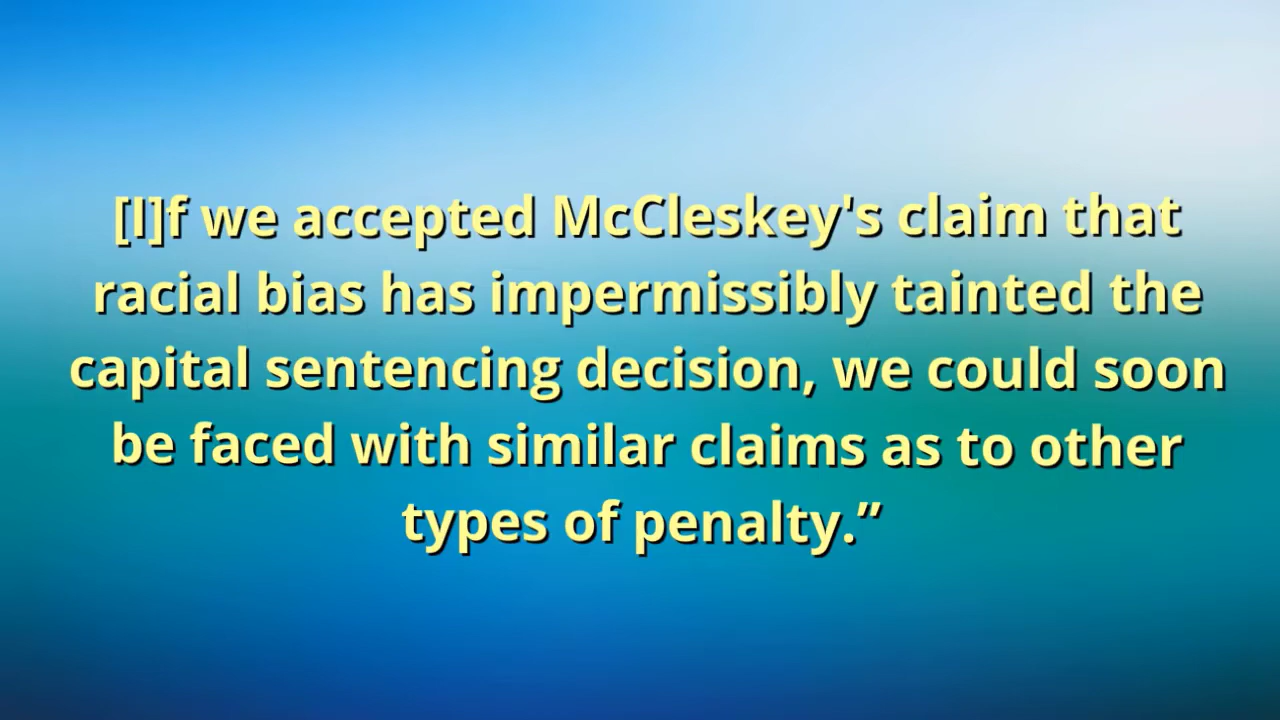 [I]f we accepted McCleskey's claim that
racial bias has impermissibly tainted the
capital sentencing decision, we could soon
be faced with similar claims as to other
types of penalty.”